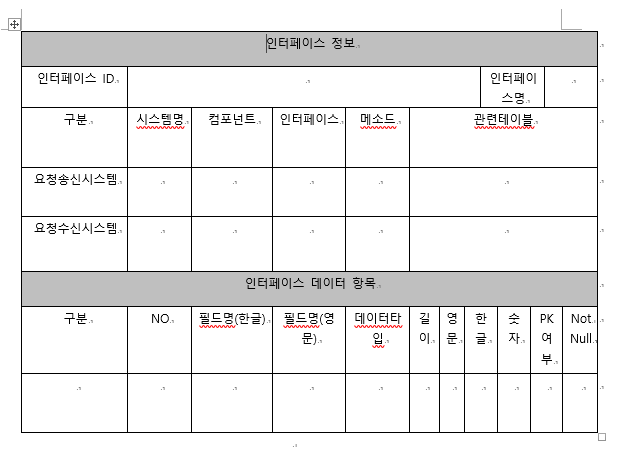 인터페이스 정보
인터페이스 ID
인터페이
스명
구분 시스템명 컴포넌트 인터페이스 메소드 관련테이블
요청송신시스템
요청수신시스템
인터페이스 데이터 항목
구분 NO 필드명(한글) 필드명(영 데이터타 길 영 한 숫 PK Not
문) 입 이 문 글 자 여 Null
부